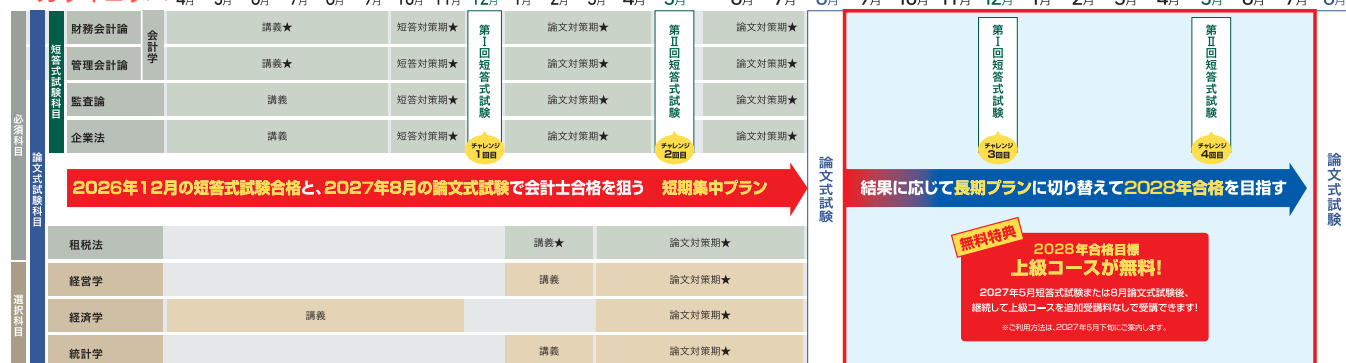 12月
1月
2月
12月
1月
2月
必須科目
選択科目
論文式試験科目
短答式試験科目
会計学
財務会計論
講義★
短答対策期★
論文対策期★
論文対策期★
管理会計論
講義★
短答対策期★
論文対策期★
論文対策期★
監査論
講義
短答対策期★
論文対策期★
論文対策期★
企業法
講義
短答対策期★
論文対策期★
論文対策期★
第Ⅰ回短答式試験
チャレンジ
1回目
第Ⅱ回短答式試験
チャレンジ
2回目
第Ⅰ回短答式試験
チャレンジ
3回目
第Ⅱ回短答式試験
チャレンジ
4回目
2026年12月の短答式試験合格と、2027年8月の論文式試験で会計士合格を狙う 短期集中プラン
論文式試験
結果に応じて長期プランに切り替えて2028年合格を目指す
論文式試験
租税法
講義★
論文対策期★
経営学
講義
論文対策期★
経済学
講義
論文対策期★
統計学
講義
論文対策期★
無料特典
2028年合格目標
上級コースが無料!
2027年5月短答式試験または8月論文式試験後、
継続して上級コースを追加受講料なしで受講できます!
※ご利用方法は、2027年5月下旬にご案内します。